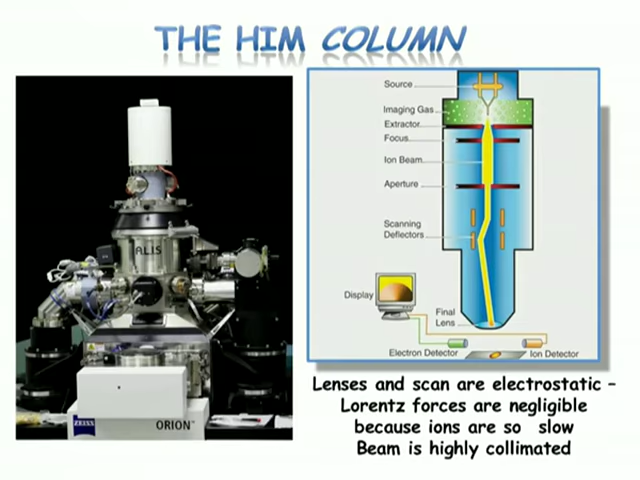 THE HIM COLUMN
ALIS
ZEISS
ORION™
Source
Imaging Gas
Extractor
Focus
Ion Beam
Aperture
Scanning
Deflectors
Display
Final
Lens
Electron Detector
Ion Detector
Lenses and scan are electrostatic –
Lorentz forces are negligible
because ions are so slow
Beam is highly collimated